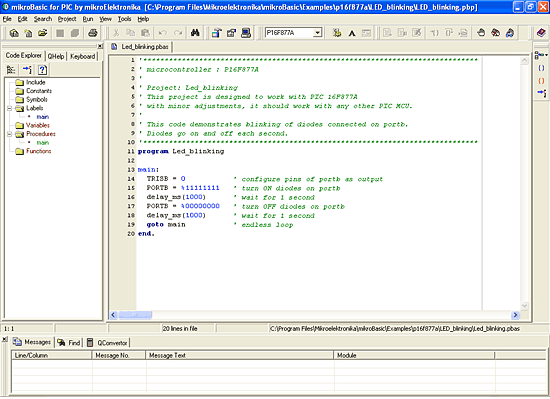 mikroBasic for PIC by mikroElektronika [C:\Program Files\Mikroelektronika\mikroBasic\Examples\p16f877a\LED_blinking\LED_blinking.pbp]
File Edit Search Project Run View Tools Help
P16F877A
Code Explorer QHelp Keyboard
Include
Constants
Symbols
Labels
main
Variables
Procedures
main
Functions
Led_blinking.pbas
1 '*****************************************************************************
2 ' microcontroller : P16F877A
3 '
4 ' Project: Led_blinking
5 ' This project is designed to work with PIC 16F877A
6 ' with minor adjustments, it should work with any other PIC MCU.
7 '
8 ' This code demonstrates blinking of diodes connected on portb.
9 ' Diodes go on and off each second.
10 '*****************************************************************************
11 program Led_blinking
12
13 main:
14 TRISB = 0 ' configure pins of portb as output
15 PORTB = %11111111 ' turn ON diodes on portb
16 delay_ms(1000) ' wait for 1 second
17 PORTB = %00000000 ' turn OFF diodes on portb
18 delay_ms(1000) ' wait for 1 second
19 goto main ' endless loop
20 end.
1: 1 20 lines in file C:\Program Files\Mikroelektronika\mikroBasic\Examples\p16f877a\LED_blinking\Led_blinking.pbas
Messages Find QConvertor
Line/Column Message No. Message Text Module